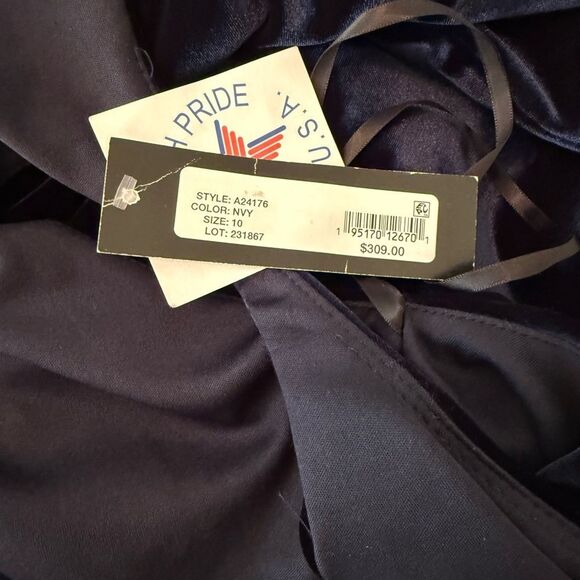 H PRIDE
U.S.A.
STYLE: A24176
COLOR: NVY
SIZE: 10
LOT: 231867
1 95170 12670 1
$309.00